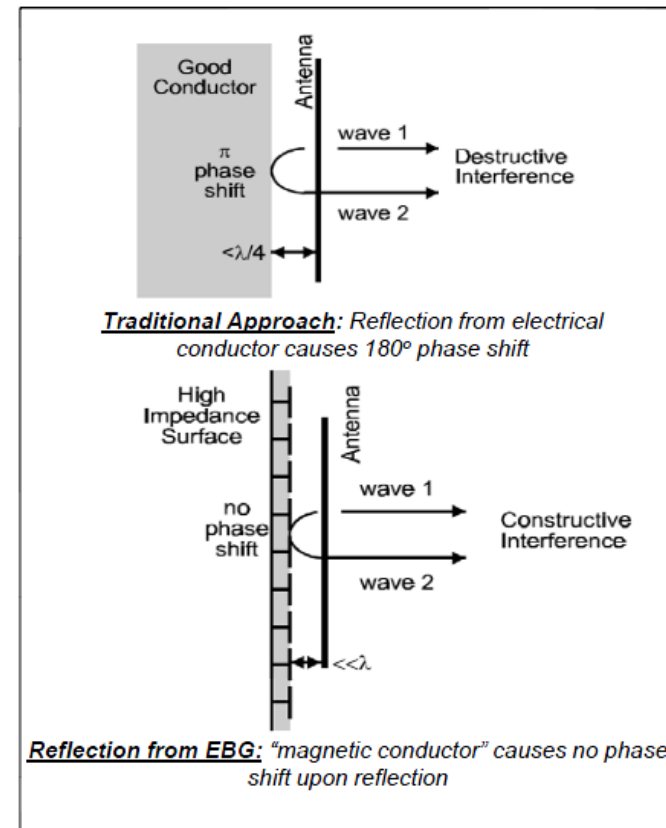 Good
Conductor
Antenna
wave 1
π
phase
shift
Destructive
Interference
wave 2
<λ/4
Traditional Approach: Reflection from electrical
conductor causes 180º phase shift
High
Impedance
Surface
Antenna
wave 1
no
phase
shift
Constructive
Interference
wave 2
<<λ
Reflection from EBG: “magnetic conductor” causes no phase
shift upon reflection